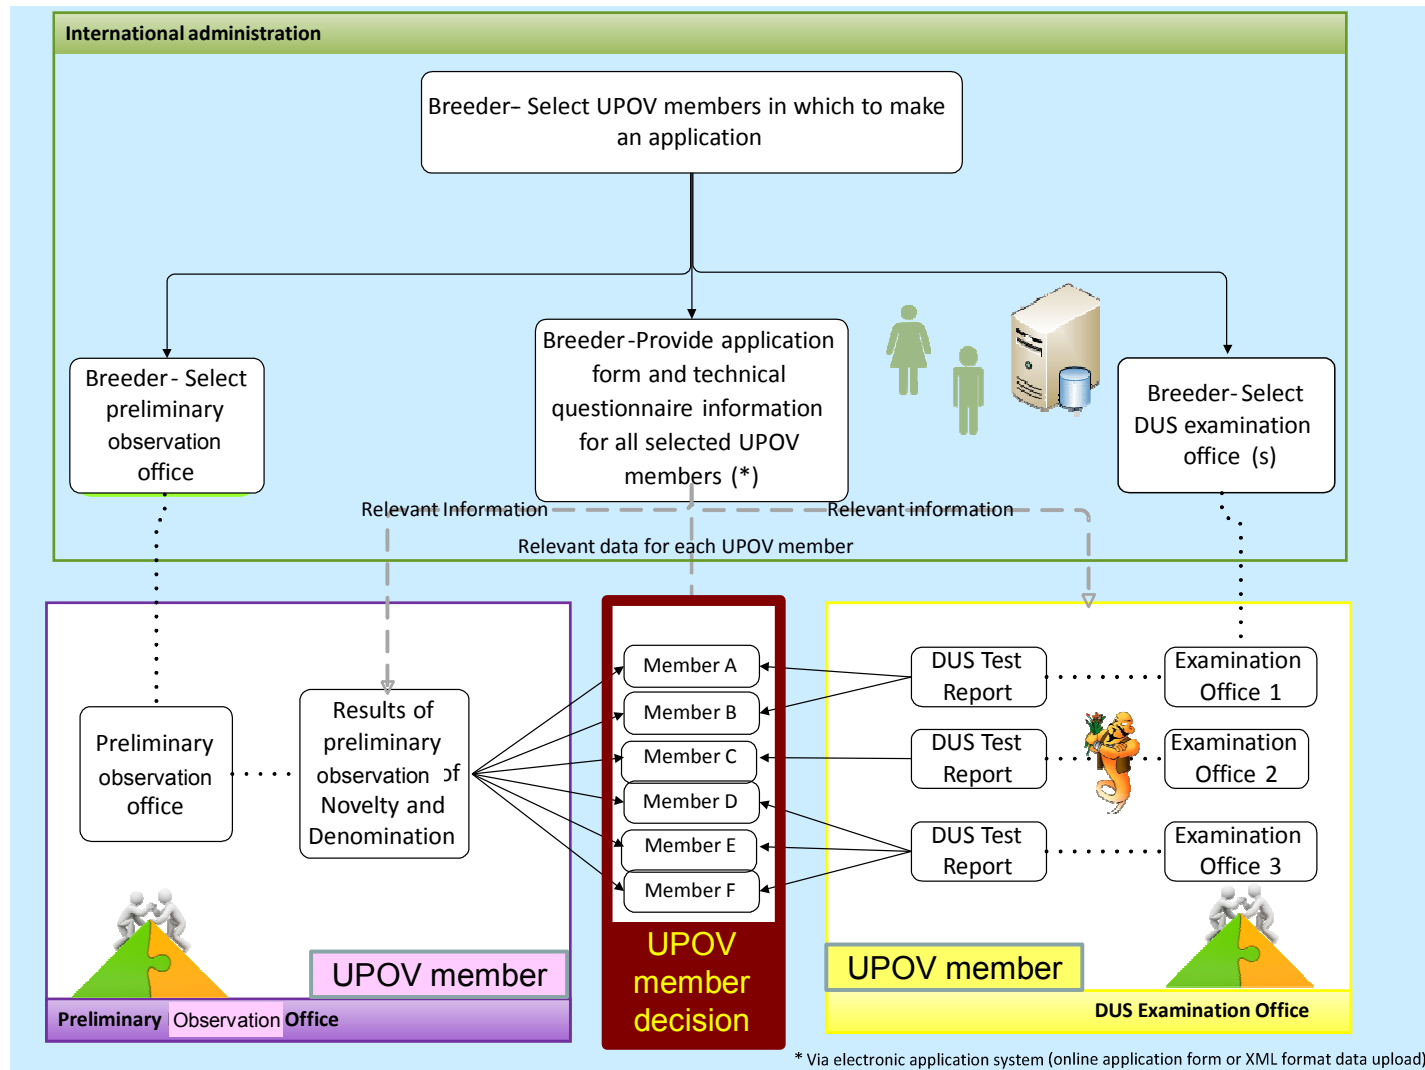 International administration
Breeder– Select UPOV members in which to make
an application
Breeder - Select
preliminary
observation
office
Breeder -Provide application
form and technical
questionnaire information
for all selected UPOV
members (*)
Breeder- Select
DUS examination
office (s)
Relevant Information
Relevant information
Relevant data for each UPOV member
Preliminary
observation
office
Results of
preliminary
observation of
Novelty and
Denomination
Member A
Member B
Member C
Member D
Member E
Member F
DUS Test
Report
Examination
Office 1
DUS Test
Report
Examination
Office 2
DUS Test
Report
Examination
Office 3
UPOV member
UPOV
member
decision
UPOV member
Preliminary Observation Office
DUS Examination Office
* Via electronic application system (online application form or XML format data upload)